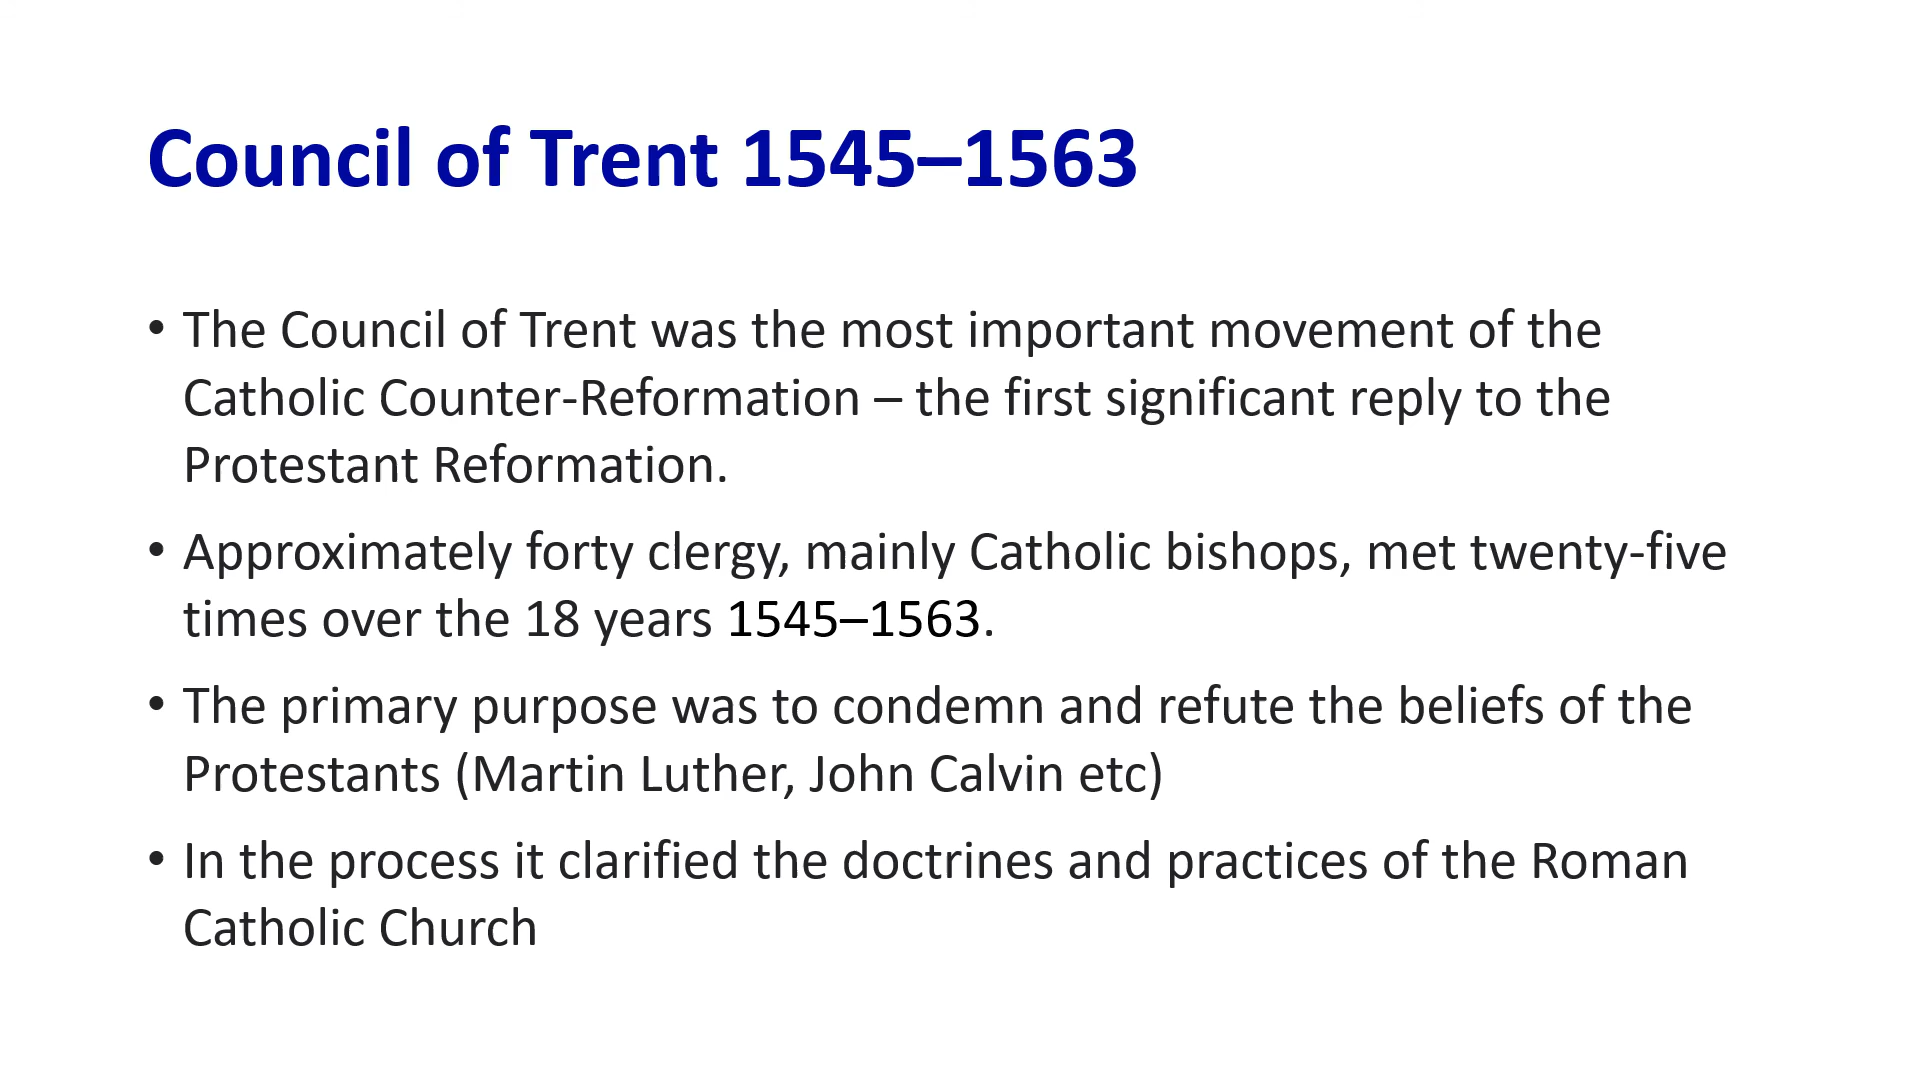 Council of Trent 1545–1563
• The Council of Trent was the most important movement of the
Catholic Counter-Reformation – the first significant reply to the
Protestant Reformation.
• Approximately forty clergy, mainly Catholic bishops, met twenty-five
times over the 18 years 1545–1563.
• The primary purpose was to condemn and refute the beliefs of the
Protestants (Martin Luther, John Calvin etc)
• In the process it clarified the doctrines and practices of the Roman
Catholic Church